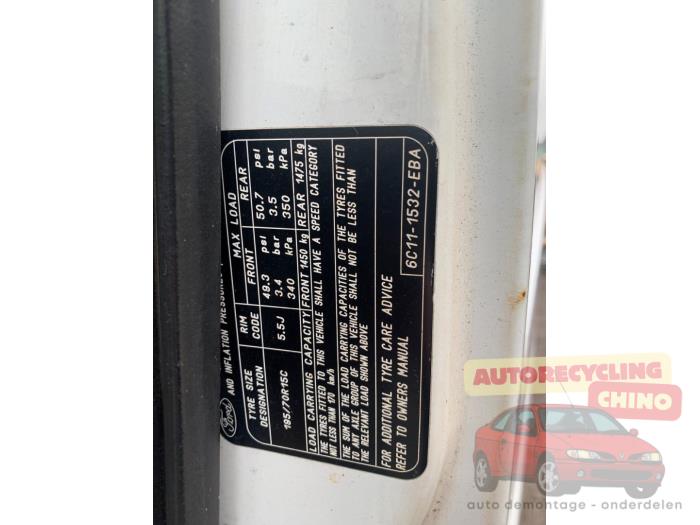 Ford AND INFLATION PRESSURE
TYRE SIZE DESIGNATION RIM CODE MAX LOAD
FRONT REAR
195/70R15C 5.5J 49.3 psi 50.7 psi
3.4 bar 3.5 bar
340 kPa 350 kPa
LOAD CARRYING CAPACITY FRONT 1450 kg REAR 1475 kg
THE TYRES FITTED TO THIS VEHICLE SHALL HAVE A SPEED CATEGORY
NOT LESS THAN 170 km/h
THE SUM OF THE LOAD CARRYING CAPACITIES OF THE TYRES FITTED
TO ANY AXLE GROUP OF THIS VEHICLE SHALL NOT BE LESS THAN
THE RELEVANT LOAD SHOWN ABOVE
FOR ADDITIONAL TYRE CARE ADVICE
REFER TO OWNERS MANUAL
6C11-1532-EBA
AUTORECYCLING
CHINO
auto demontage - onderdelen